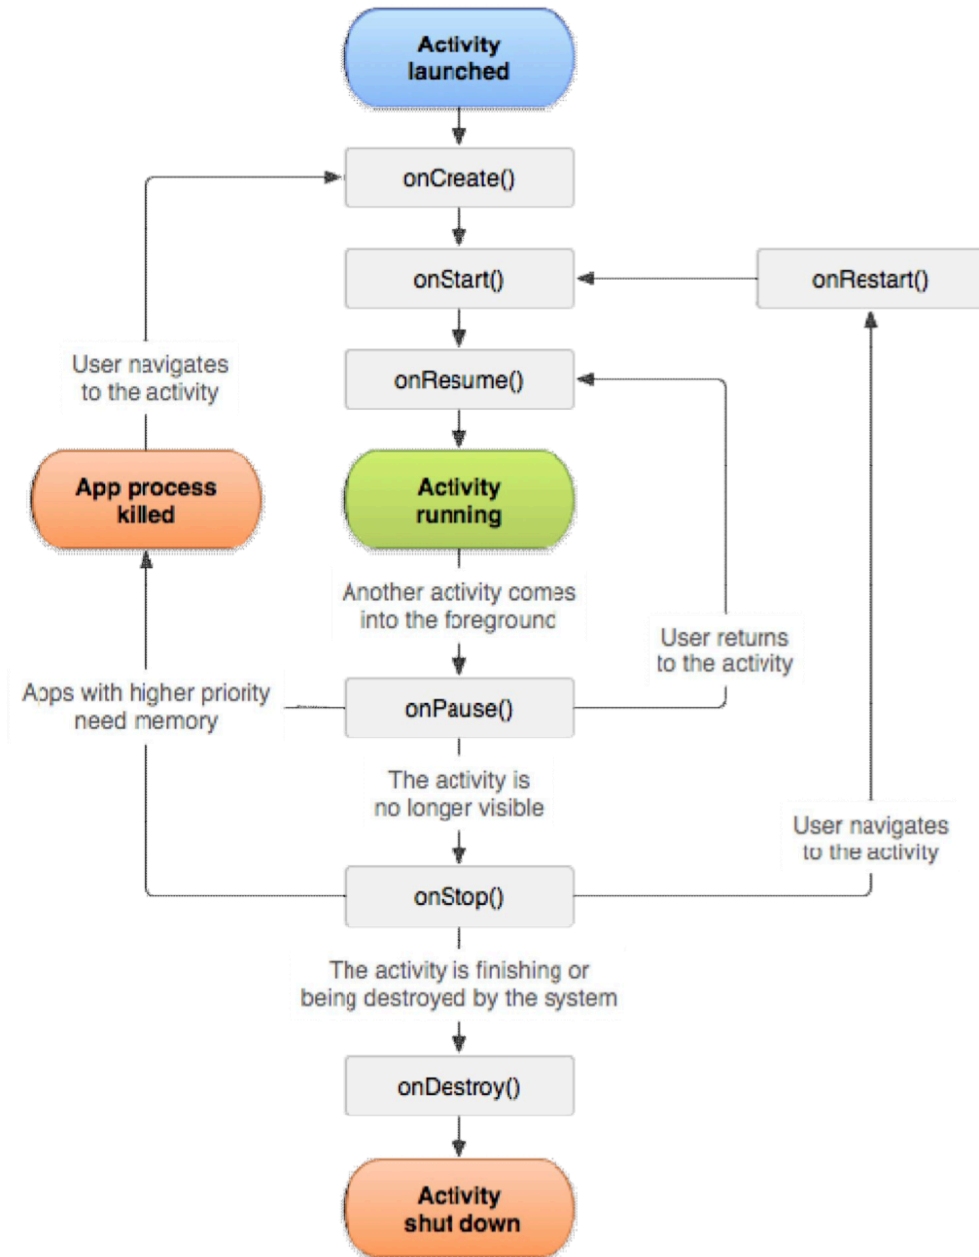 Activity
launched
onCreate()
onStart()
onRestart()
User navigates
to the activity
onResume()
App process
killed
Activity
running
Another activity comes
into the foreground
User returns
to the activity
Apps with higher priority
need memory
onPause()
The activity is
no longer visible
User navigates
to the activity
onStop()
The activity is finishing or
being destroyed by the system
onDestroy()
Activity
shut down